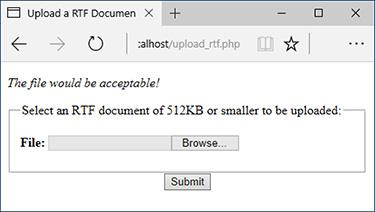 Upload a RTF Documen
:alhost/upload_rtf.php
The file would be acceptable!
Select an RTF document of 512KB or smaller to be uploaded:
File: Browse...
Submit